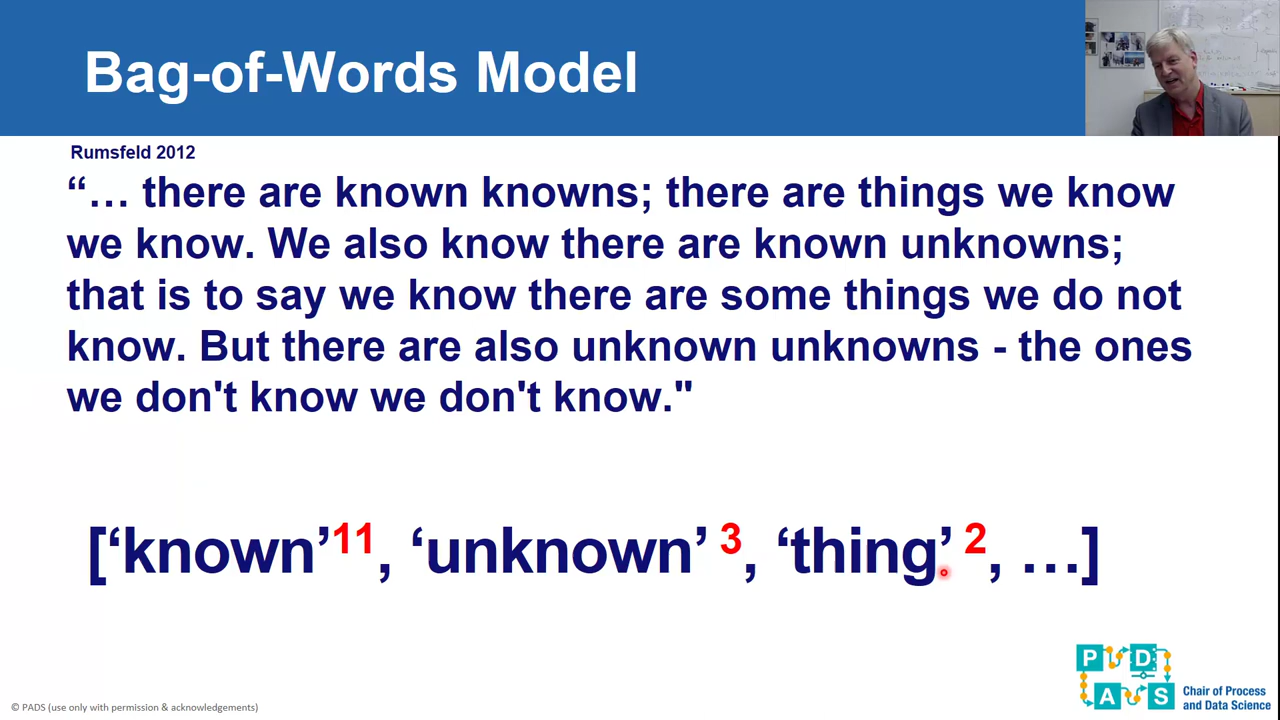 Bag-of-Words Model
Rumsfeld 2012
“… there are known knowns; there are things we know
we know. We also know there are known unknowns;
that is to say we know there are some things we do not
know. But there are also unknown unknowns - the ones
we don't know we don't know."
[‘known’11, ‘unknown’ 3, ‘thing’ 2, …]
P D
A S
Chair of Process
and Data Science
© PADS (use only with permission & acknowledgements)